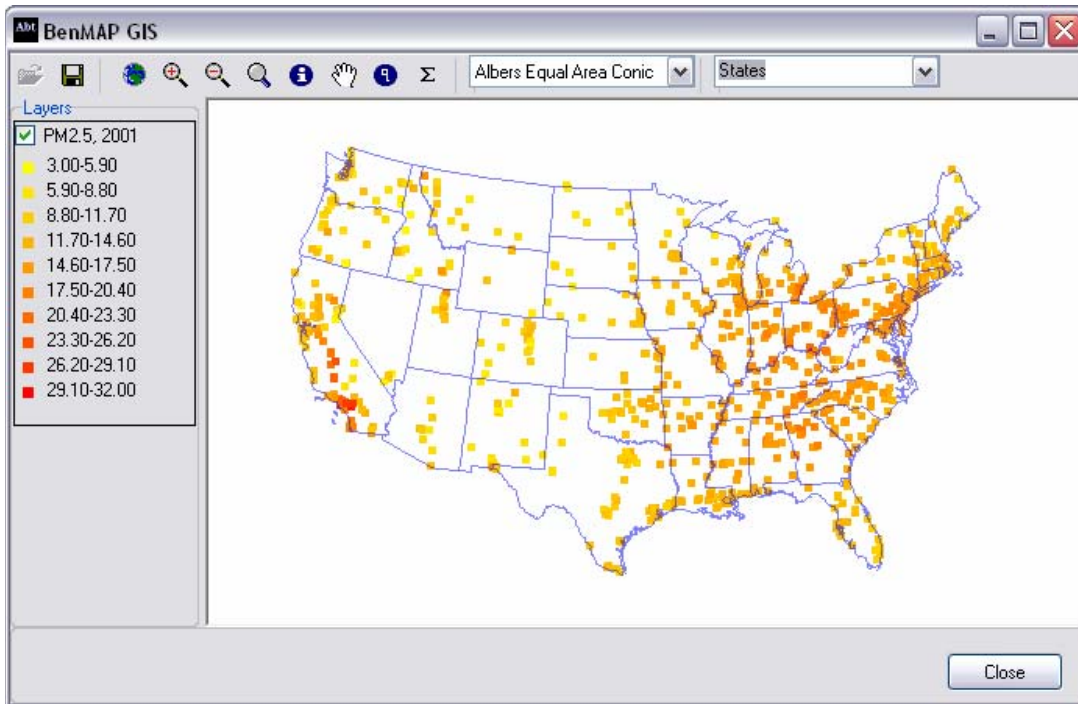 Abt BenMAP GIS
Σ Albers Equal Area Conic States
Layers
PM2.5, 2001
3.00-5.90
5.90-8.80
8.80-11.70
11.70-14.60
14.60-17.50
17.50-20.40
20.40-23.30
23.30-26.20
26.20-29.10
29.10-32.00
Close